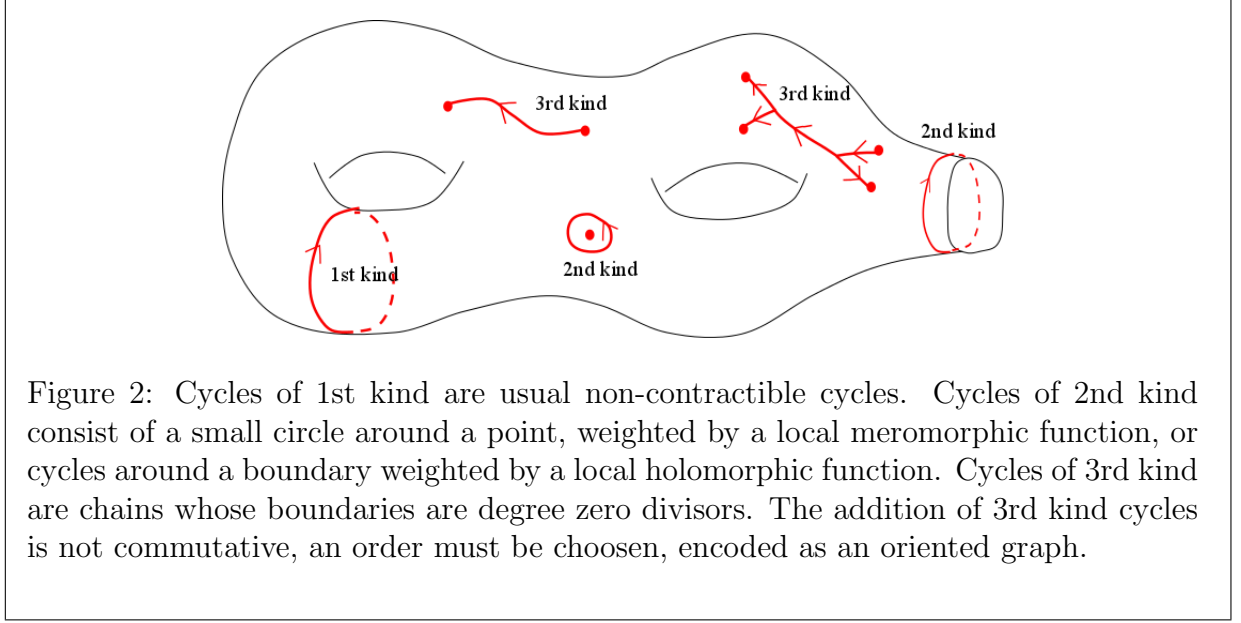 3rd kind
3rd kind
2nd kind
1st kind
2nd kind
Figure 2: Cycles of 1st kind are usual non-contractible cycles. Cycles of 2nd kind
consist of a small circle around a point, weighted by a local meromorphic function, or
cycles around a boundary weighted by a local holomorphic function. Cycles of 3rd kind
are chains whose boundaries are degree zero divisors. The addition of 3rd kind cycles
is not commutative, an order must be choosen, encoded as an oriented graph.